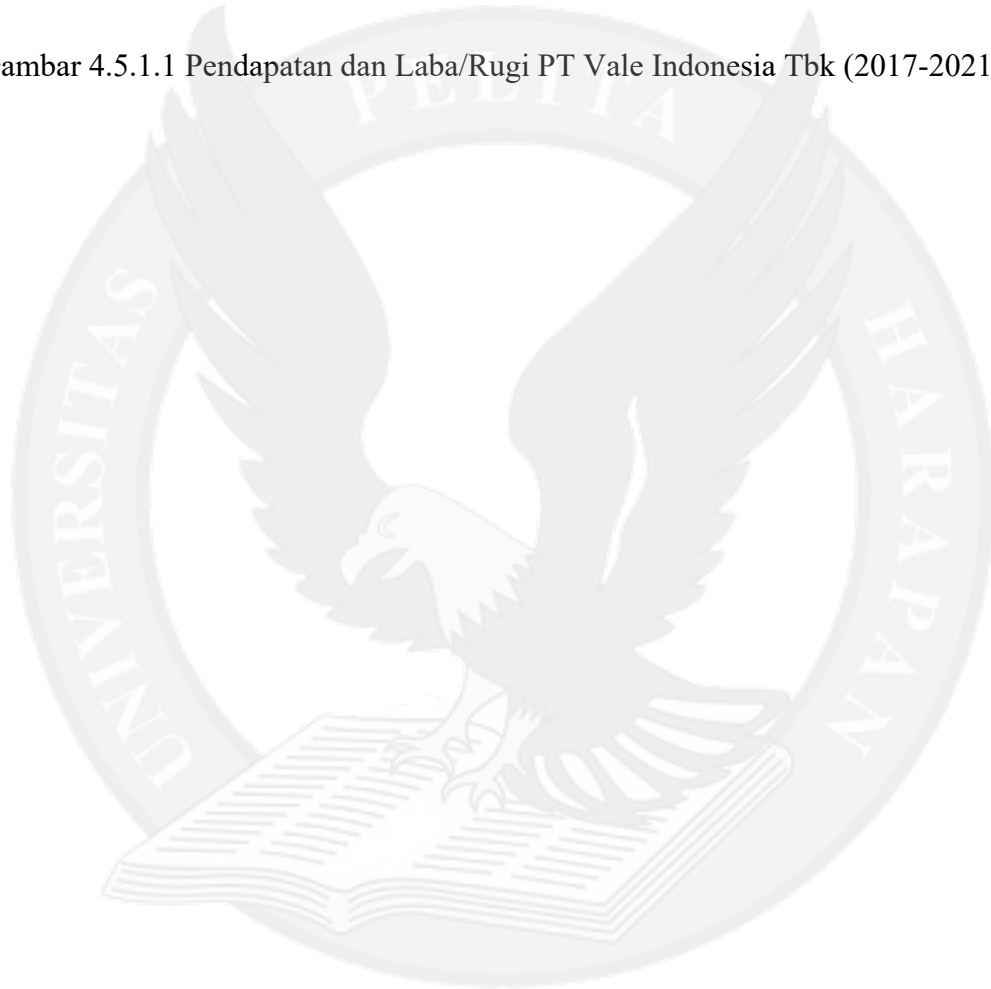 ambar 4.5.1.1 Pendapatan dan Laba/Rugi PT Vale Indonesia Tbk (2017-2021
UNIVERSITAS PELITA HARAPAN